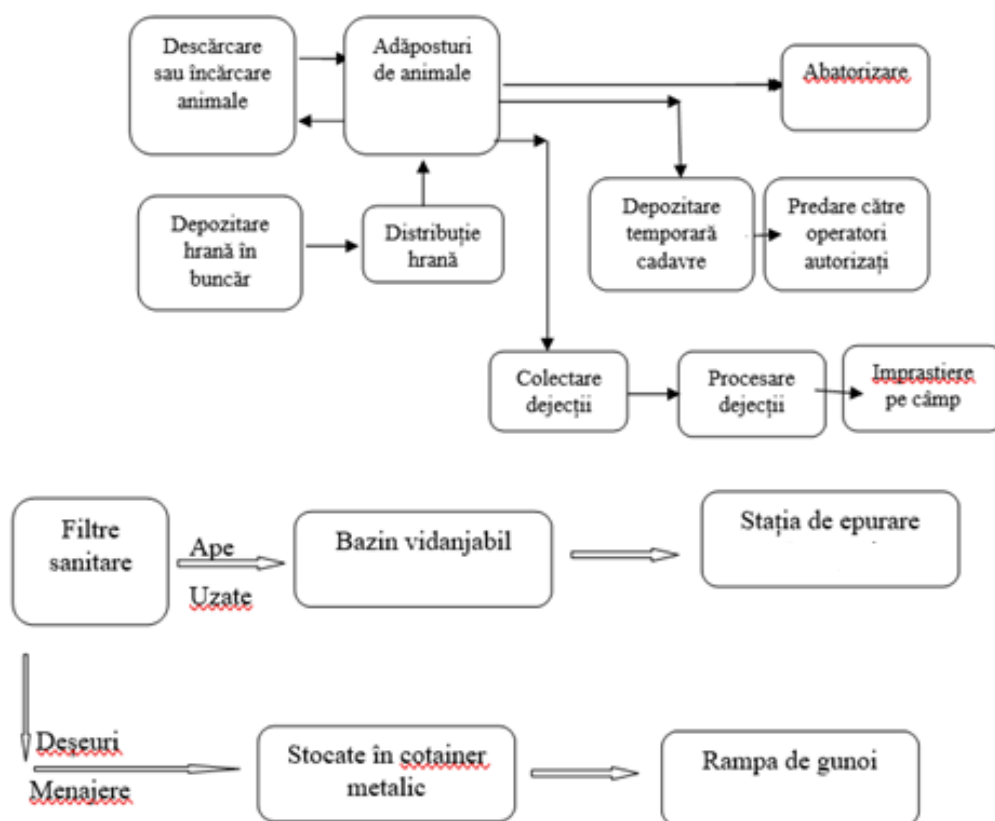 Descărcare
sau încărcare
animale
Adăposturi
de animale
Abatorizare
Depozitare
hrană în
buncăr
Distribuție
hrană
Depozitare
temporară
cadavre
Predare către
operatori
autorizați
Colectare
dejecții
Procesare
dejecții
Imprastiere
pe câmp
Filtre
sanitare
Ape
Uzate
Bazin vidanjabil
Stația de epurare
Deșeuri
Menajere
Stocate în cotainer
metalic
Rampa de gunoi